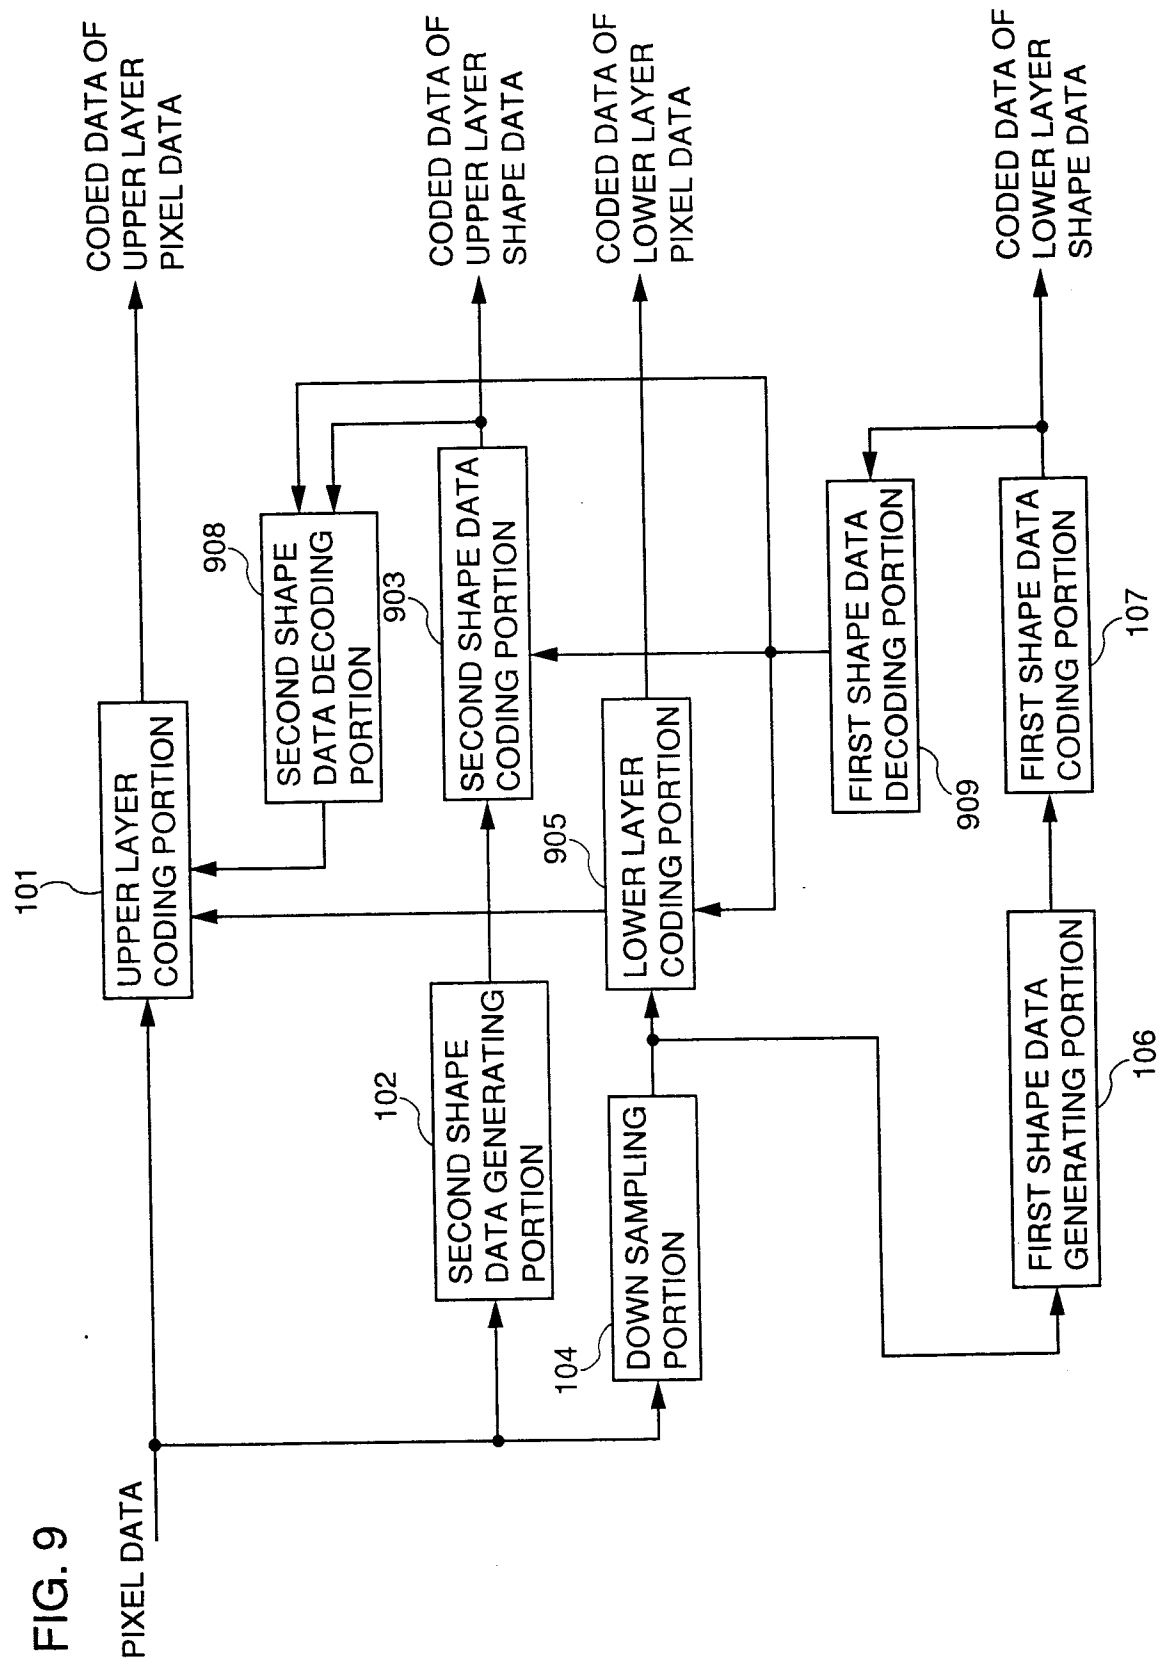 FIG. 9
PIXEL DATA
101
UPPER LAYER
CODING PORTION
CODED DATA OF
UPPER LAYER
PIXEL DATA
908
SECOND SHAPE
DATA DECODING
PORTION
102
SECOND SHAPE
DATA GENERATING
PORTION
903
SECOND SHAPE DATA
CODING PORTION
CODED DATA OF
UPPER LAYER
SHAPE DATA
104
DOWN SAMPLING
PORTION
905
LOWER LAYER
CODING PORTION
CODED DATA OF
LOWER LAYER
PIXEL DATA
FIRST SHAPE DATA
DECODING PORTION
909
FIRST SHAPE DATA
GENERATING PORTION
106
FIRST SHAPE DATA
CODING PORTION
107
CODED DATA OF
LOWER LAYER
SHAPE DATA